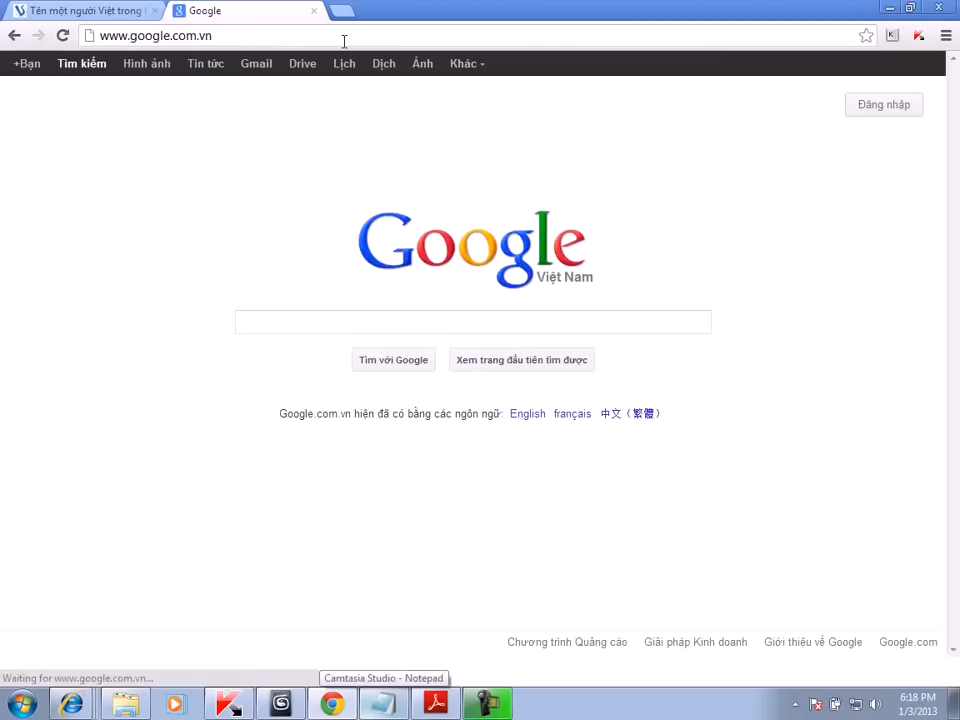 Tên một người Việt trong
Google
www.google.com.vn
+Bạn Tìm kiếm Hình ảnh Tin tức Gmail Drive Lịch Dịch Ảnh Khác
Đăng nhập
Google
Việt Nam
Tìm với Google Xem trang đầu tiên tìm được
Google.com.vn hiện đã có bằng các ngôn ngữ: English français 中文（繁體）
Chương trình Quảng cáo Giải pháp Kinh doanh Giới thiệu về Google Google.com
Waiting for www.google.com.vn...
Camtasia Studio - Notepad
6:18 PM
1/3/2013